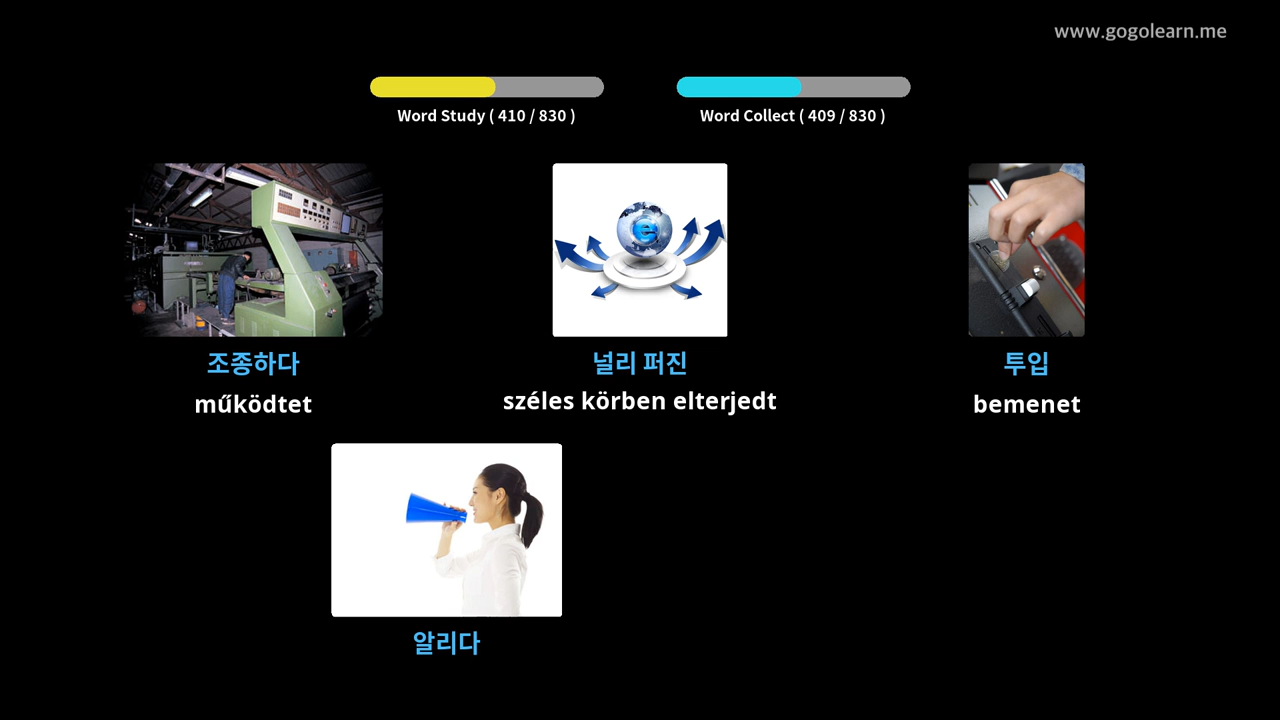 www.gogolearn.me
Word Study ( 410 / 830 )
Word Collect ( 409 / 830 )
e
조종하다
널리 퍼진
투입
működtet
széles körben elterjedt
bemenet
알리다